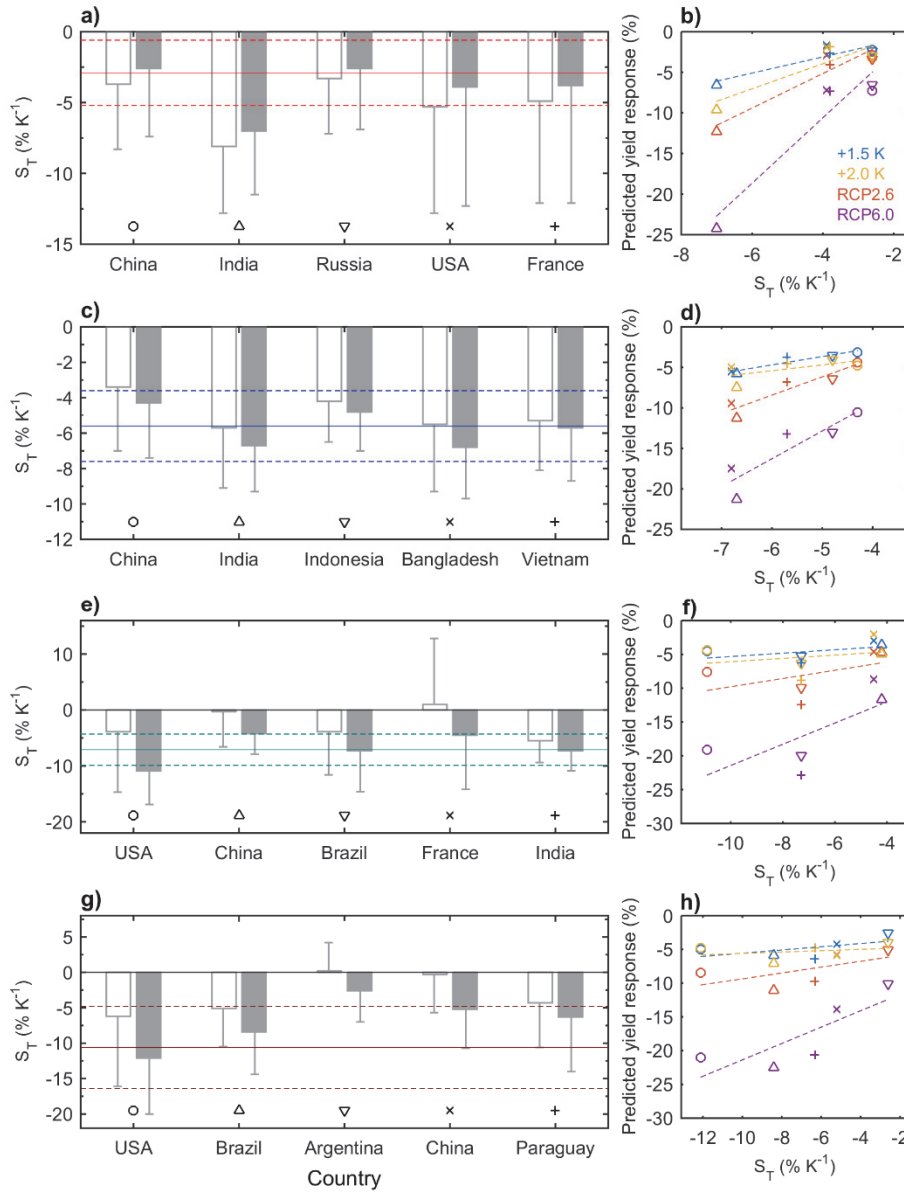 a)
0
-5
-10
-15
S_T (% K⁻¹)
China India Russia USA France
b)
0
-5
-10
-15
-20
-25
Predicted yield response (%)
+1.5 K
+2.0 K
RCP2.6
RCP6.0
-8 -6 -4 -2
S_T (% K⁻¹)
c)
0
-2
-4
-6
-8
-10
-12
S_T (% K⁻¹)
China India Indonesia Bangladesh Vietnam
d)
0
-5
-10
-15
-20
-25
Predicted yield response (%)
-7 -6 -5 -4
S_T (% K⁻¹)
e)
10
0
-10
-20
S_T (% K⁻¹)
USA China Brazil France India
f)
0
-5
-10
-15
-20
-25
-30
Predicted yield response (%)
-10 -8 -6 -4
S_T (% K⁻¹)
g)
5
0
-5
-10
-15
-20
S_T (% K⁻¹)
USA Brazil Argentina China Paraguay
Country
h)
0
-5
-10
-15
-20
-25
-30
Predicted yield response (%)
-12 -10 -8 -6 -4 -2
S_T (% K⁻¹)